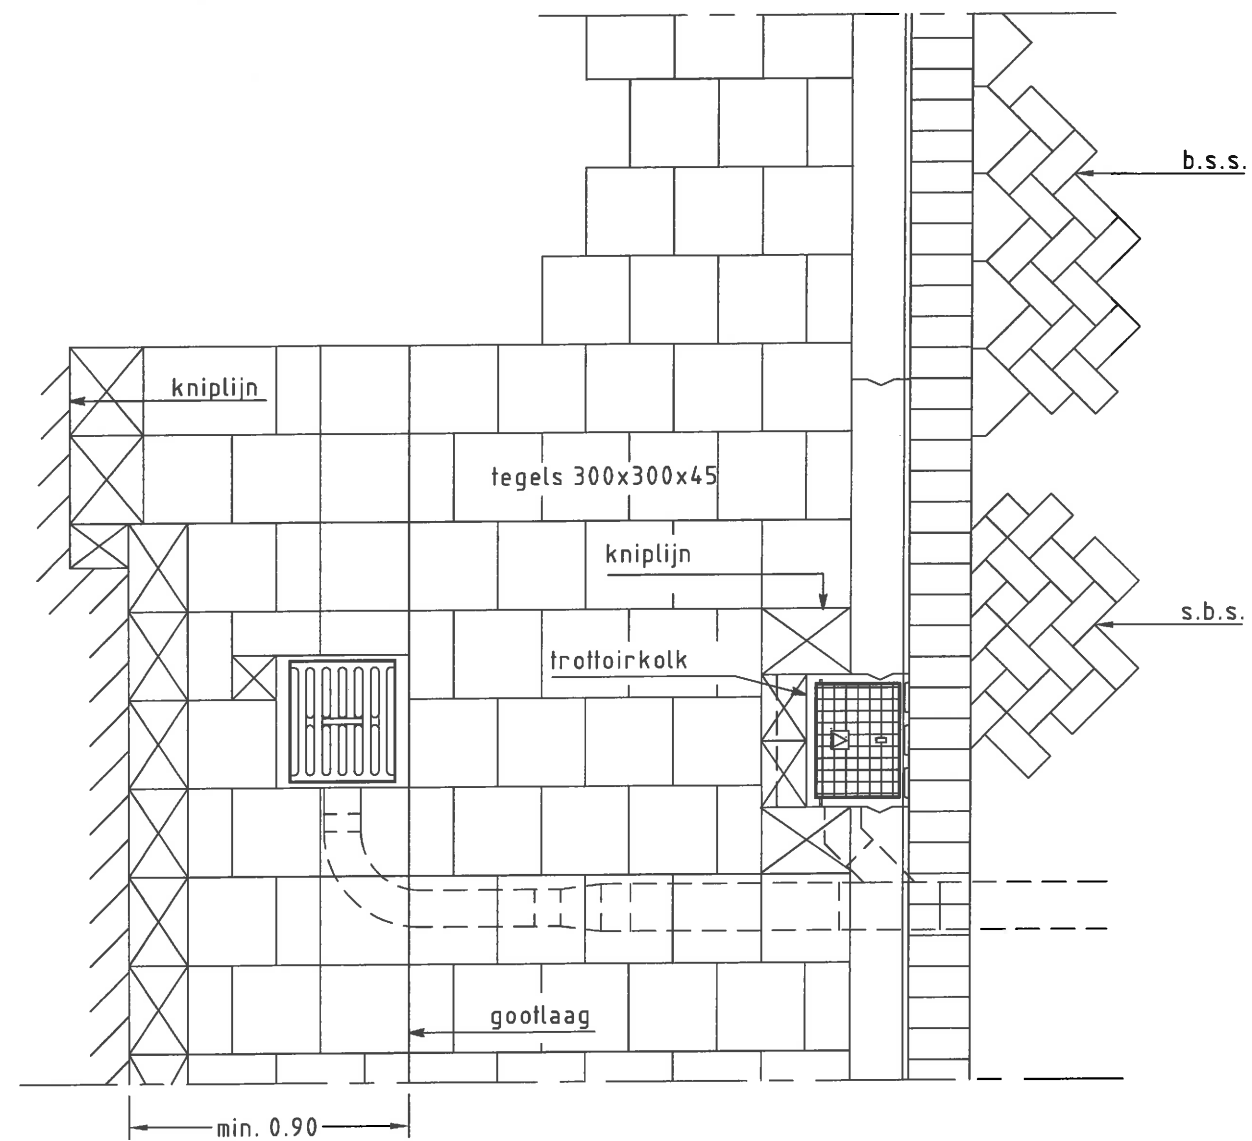 b.s.s.
kniplijn
tegels 300x300x45
kniplijn
s.b.s.
trottoirkolk
gootlaag
min. 0.90